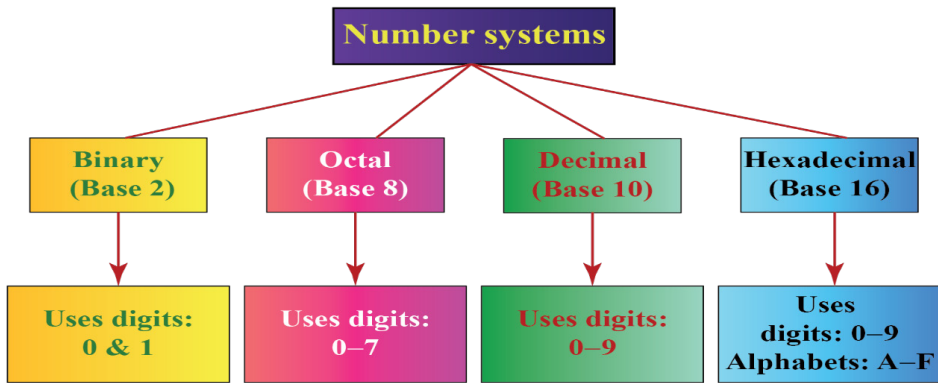 Number systems
Binary
(Base 2)
Octal
(Base 8)
Decimal
(Base 10)
Hexadecimal
(Base 16)
Uses digits:
0 & 1
Uses digits:
0–7
Uses digits:
0–9
Uses
digits: 0–9
Alphabets: A–F